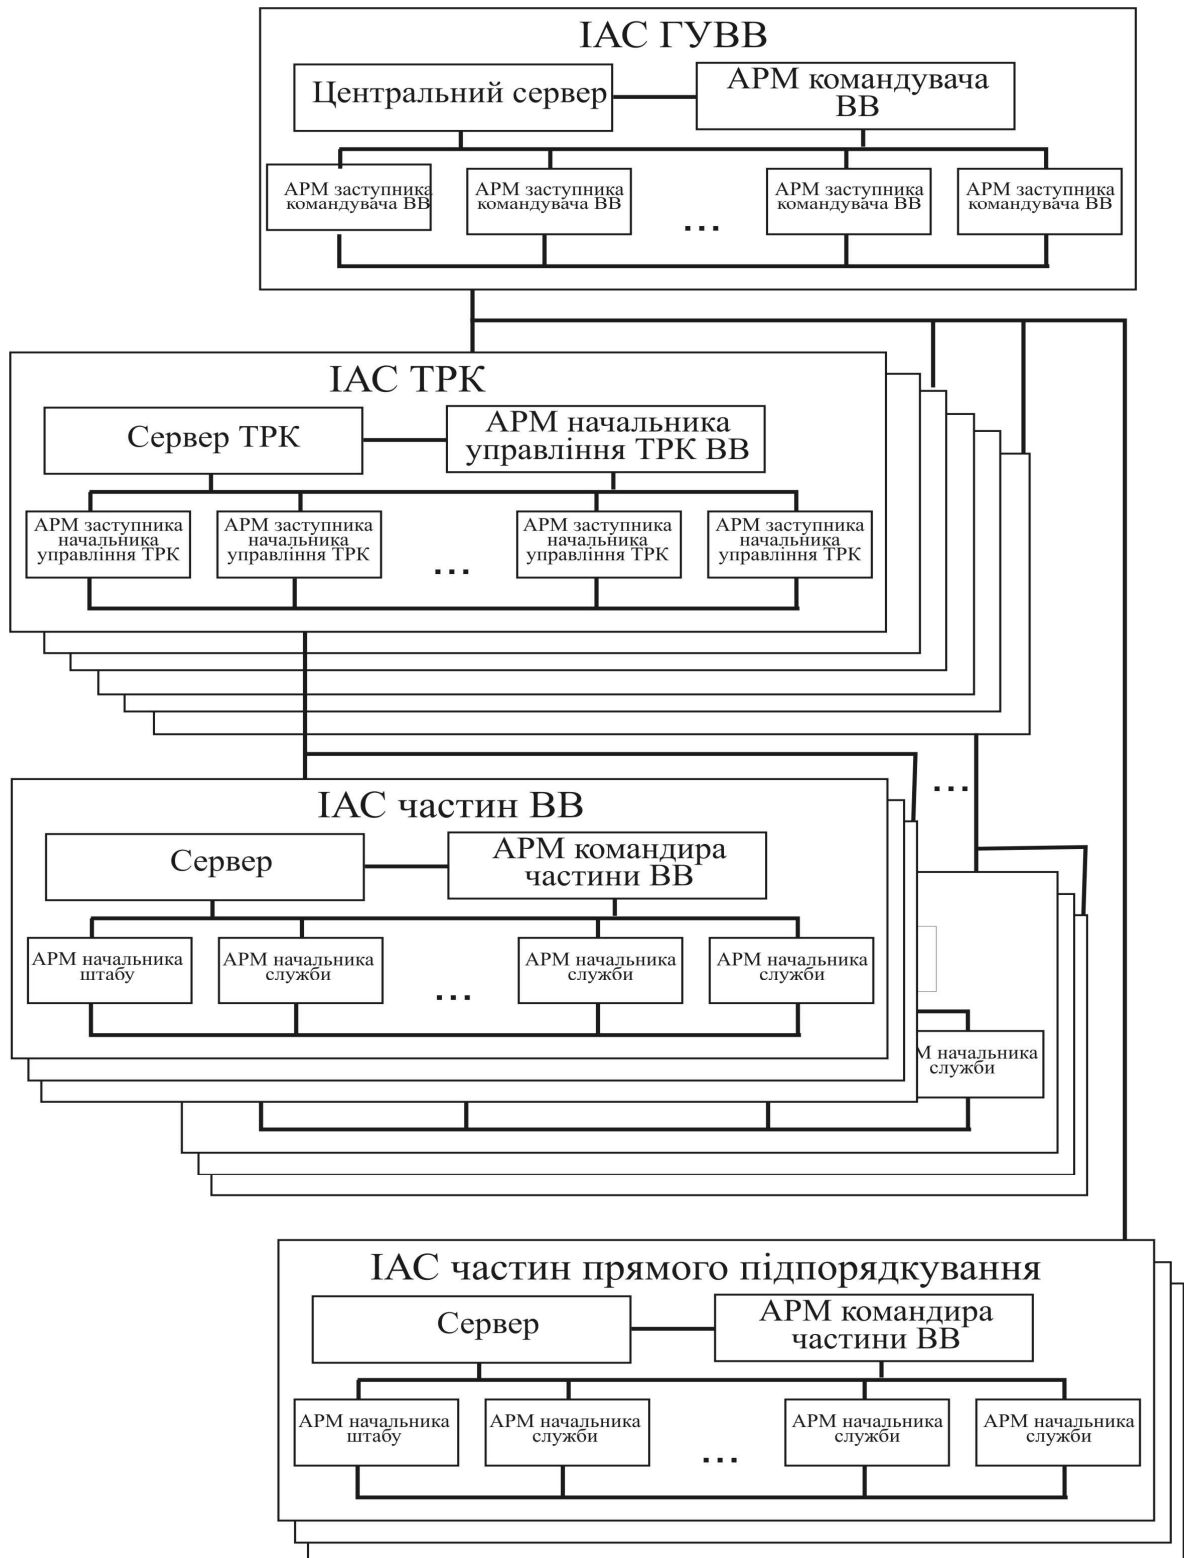 ІАС ГУВВ
Центральний сервер
АРМ командувача
ВВ
АРМ заступника
командувача ВВ
АРМ заступника
командувача ВВ
...
АРМ заступника
командувача ВВ
АРМ заступника
командувача ВВ
ІАС ТРК
Сервер ТРК
АРМ начальника
управління ТРК ВВ
АРМ заступника
начальника
управління ТРК
АРМ заступника
начальника
управління ТРК
...
АРМ заступника
начальника
управління ТРК
АРМ заступника
начальника
управління ТРК
...
ІАС частин ВВ
Сервер
АРМ командира
частини ВВ
АРМ начальника
штабу
АРМ начальника
служби
...
АРМ начальника
служби
АРМ начальника
служби
М начальника
служби
ІАС частин прямого підпорядкування
Сервер
АРМ командира
частини ВВ
АРМ начальника
штабу
АРМ начальника
служби
...
АРМ начальника
служби
АРМ начальника
служби